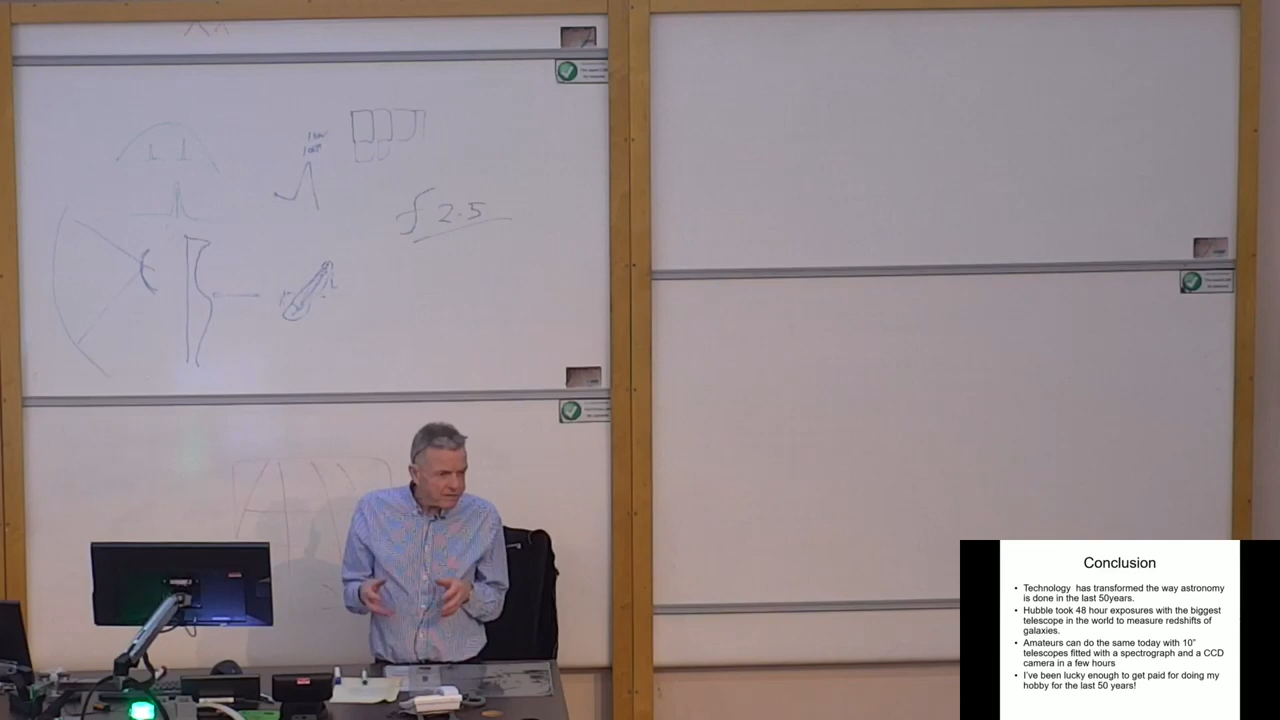 f 2.5
Conclusion
• Technology has transformed the way astronomy
is done in the last 50years.
• Hubble took 48 hour exposures with the biggest
telescope in the world to measure redshifts of
galaxies.
• Amateurs can do the same today with 10"
telescopes fitted with a spectrograph and a CCD
camera in a few hours
• I've been lucky enough to get paid for doing my
hobby for the last 50 years!